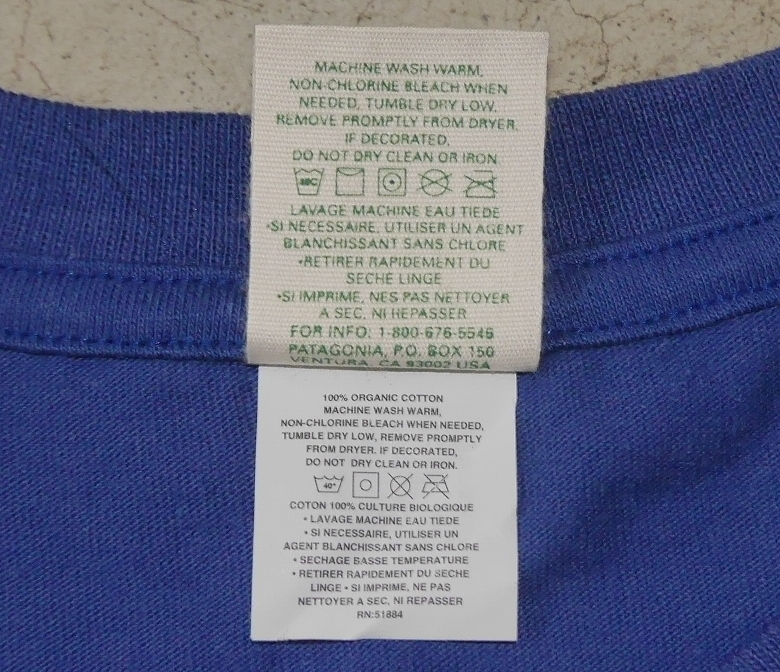 MACHINE WASH WARM,
NON-CHLORINE BLEACH WHEN
NEEDED, TUMBLE DRY LOW,
REMOVE PROMPTLY FROM DRYER.
IF DECORATED,
DO NOT DRY CLEAN OR IRON
LAVAGE MACHINE EAU TIEDE
•SI NECESSAIRE, UTILISER UN AGENT
BLANCHISSANT SANS CHLORE
•RETIRER RAPIDEMENT DU
SECHE LINGE
•SI IMPRIME, NES PAS NETTOYER
A SEC, NI REPASSER
FOR INFO: 1-800-676-5546
PATAGONIA, P.O. BOX 150
VENTURA, CA 93002 USA
100% ORGANIC COTTON
MACHINE WASH WARM,
NON-CHLORINE BLEACH WHEN NEEDED,
TUMBLE DRY LOW, REMOVE PROMPTLY
FROM DRYER. IF DECORATED,
DO NOT DRY CLEAN OR IRON.
40°
COTON 100% CULTURE BIOLOGIQUE
• LAVAGE MACHINE EAU TIEDE
• SI NECESSAIRE, UTILISER UN
AGENT BLANCHISSANT SANS CHLORE
• SECHAGE BASSE TEMPERATURE
• RETIRER RAPIDEMENT DU SECHE
LINGE • SI IMPRIME, NE PAS
NETTOYER A SEC, NI REPASSER
RN:51884